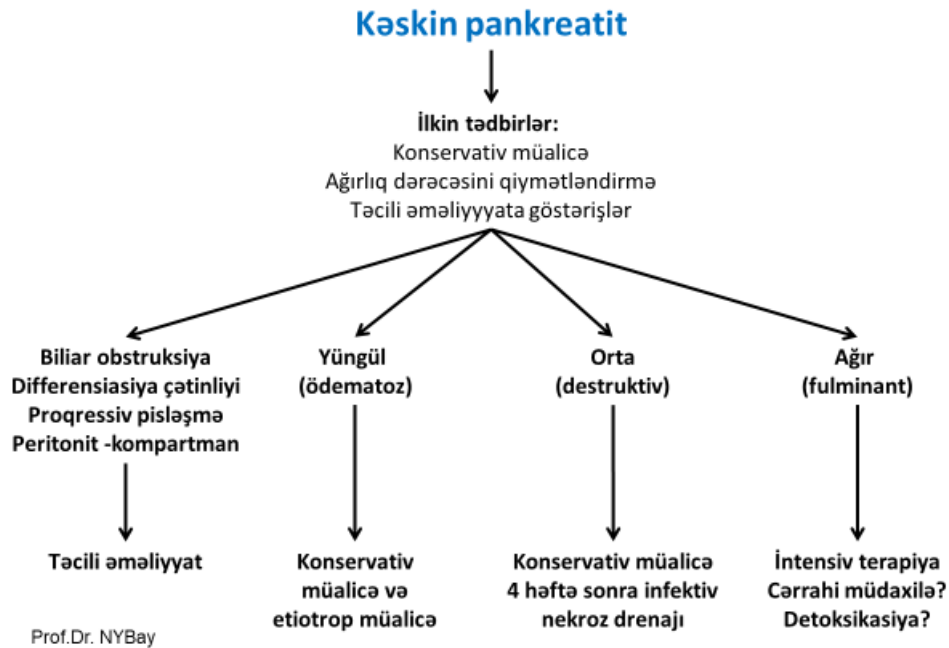 Kəskin pankreatit
İlkin tədbirlər:
Konservativ müalicə
Ağırlıq dərəcəsini qiymətləndirmə
Təcili əməliyyyata göstərişlər
Biliar obstruksiya
Differensiasiya çətinliyi
Proqressiv pisləşmə
Peritonit -kompartman
Təcili əməliyyat
Yüngül
(ödematoz)
Konservativ
müalicə və
etiotrop müalicə
Orta
(destruktiv)
Konservativ müalicə
4 həftə sonra infektiv
nekroz drenajı
Ağır
(fulminant)
İntensiv terapiya
Cərrahi müdaxilə?
Detoksikasiya?
Prof.Dr. NYBay